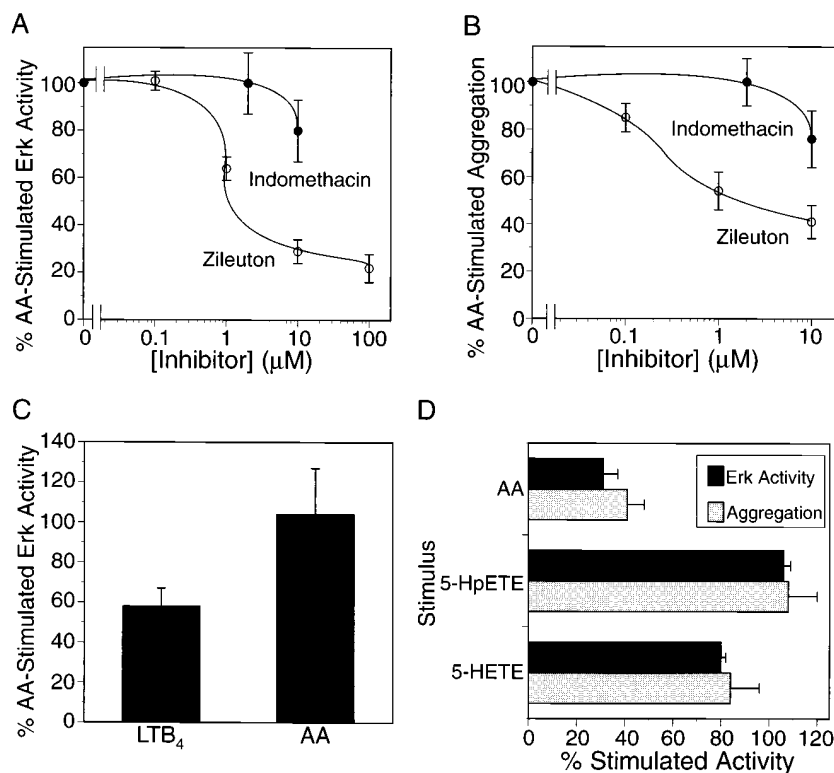 A
% AA-Stimulated Erk Activity
100
80
60
40
20
0
Indomethacin
Zileuton
0 0.1 1 10 100
[Inhibitor] (μM)
B
% AA-Stimulated Aggregation
100
80
60
40
20
0
Indomethacin
Zileuton
0 0.1 1 10
[Inhibitor] (μM)
C
% AA-Stimulated Erk Activity
140
120
100
80
60
40
20
0
LTB₄ AA
D
Stimulus
AA
5-HpETE
5-HETE
Erk Activity
Aggregation
0 20 40 60 80 100 120
% Stimulated Activity